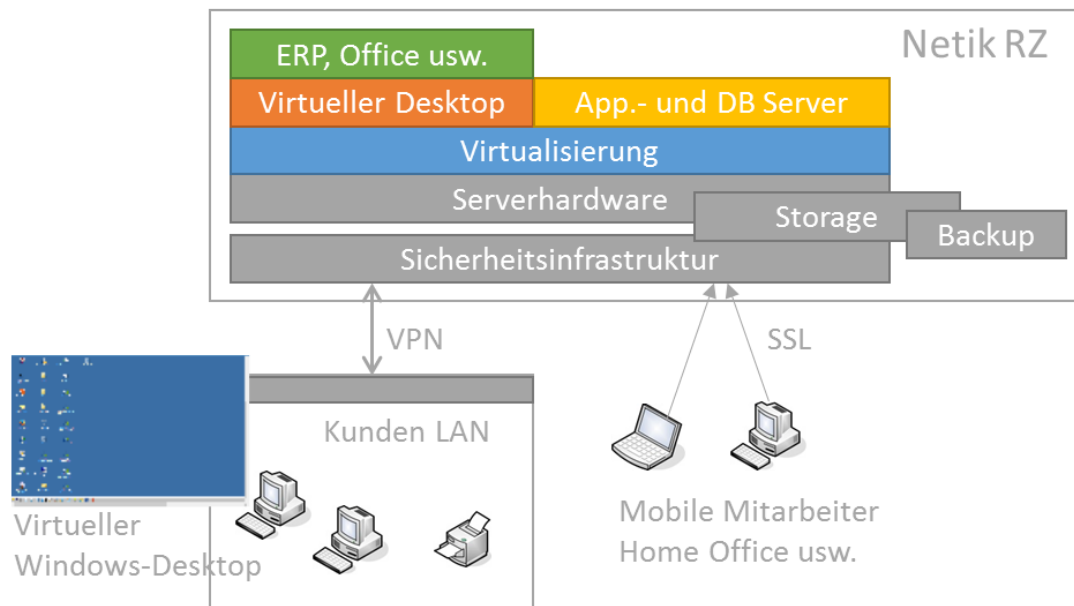 Netik RZ
ERP, Office usw.
Virtueller Desktop
App.- und DB Server
Virtualisierung
Serverhardware
Storage
Backup
Sicherheitsinfrastruktur
VPN
SSL
Kunden LAN
Virtueller
Windows-Desktop
Mobile Mitarbeiter
Home Office usw.